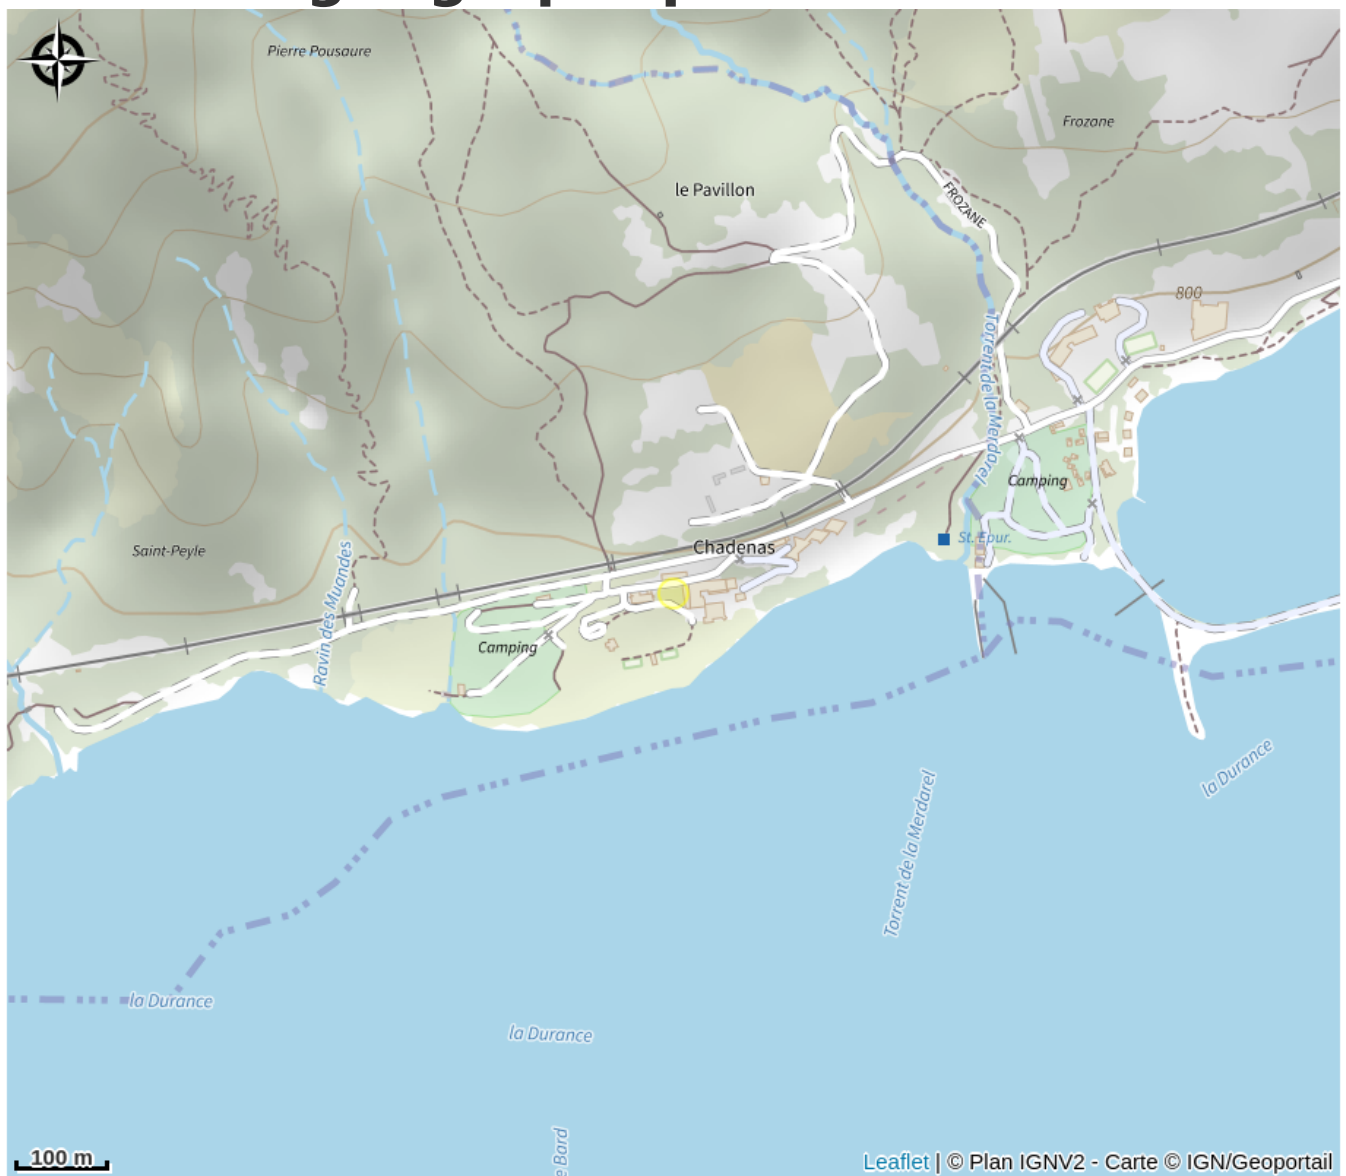 Pierre Pousaure
Frozane
le Pavillon
FROZANE
800
Torrent de la Merdarel
Camping
St. Epur.
Chadenas
Saint-Peyle
Ravin des Muandes
Camping
la Durance
Torrent de la Merdarel
la Durance
la Durance
e Bard
100 m
Leaflet | © Plan IGNV2 - Carte © IGN/Geoportail